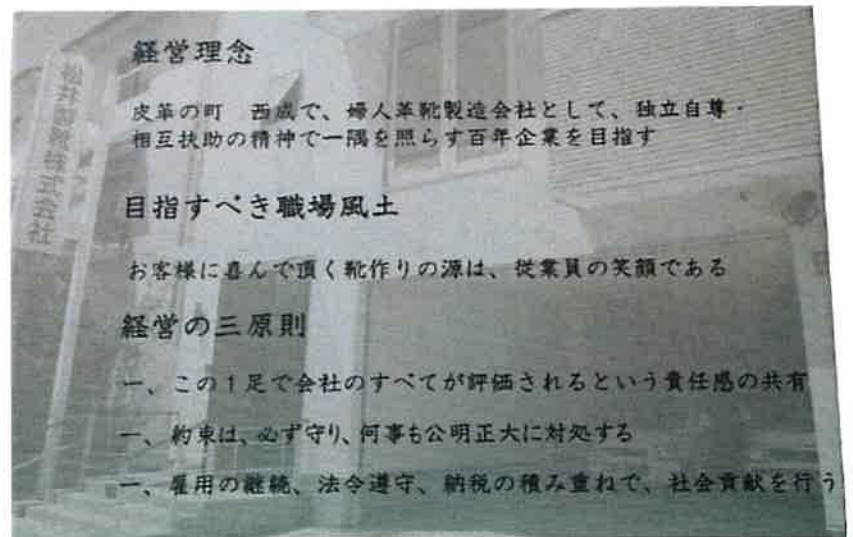 経営理念
皮革の町　西成で、婦人革靴製造会社として、独立自尊・
相互扶助の精神で一隅を照らす百年企業を目指す
目指すべき職場風土
お客様に喜んで頂く靴作りの源は、従業員の笑顔である
経営の三原則
一、この1足で会社のすべてが評価されるという責任感の共有
一、約束は、必ず守り、何事も公明正大に対処する
一、雇用の継続、法令遵守、納税の積み重ねで、社会貢献を行う
松井製靴株式会社